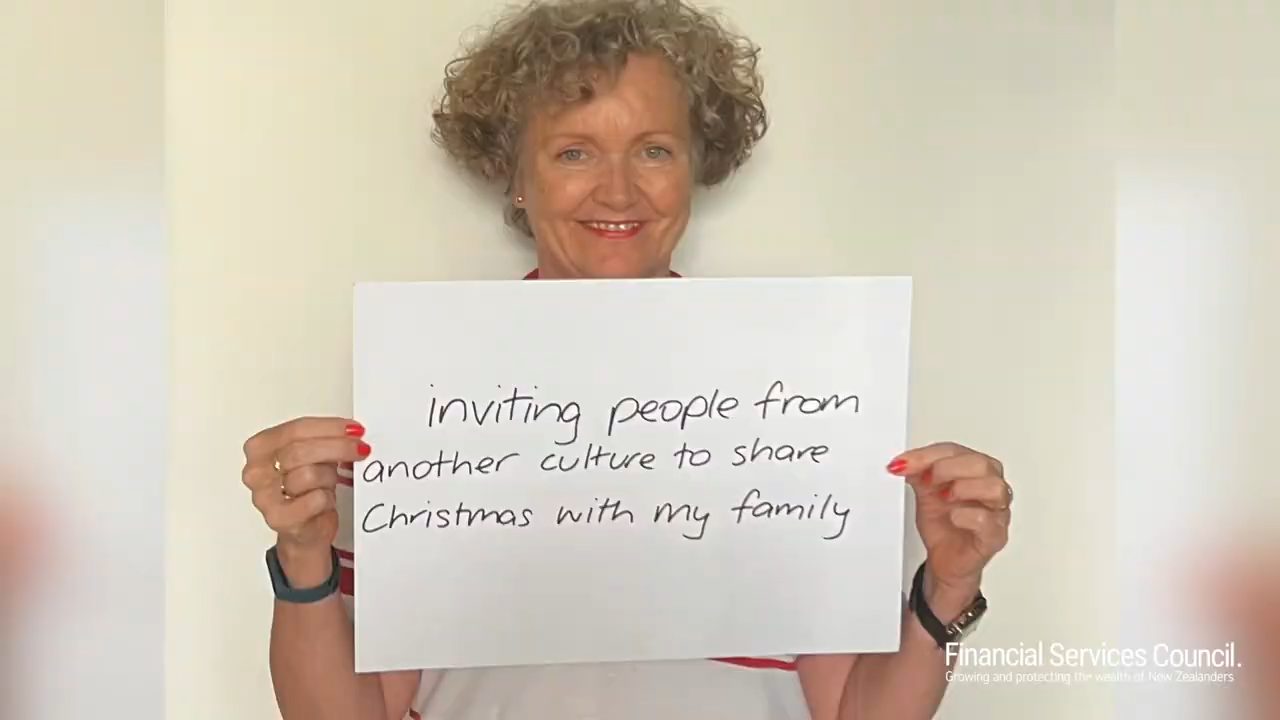 inviting people from
another culture to share
Christmas with my family
Financial Services Council.
Growing and protecting the wealth of New Zealanders